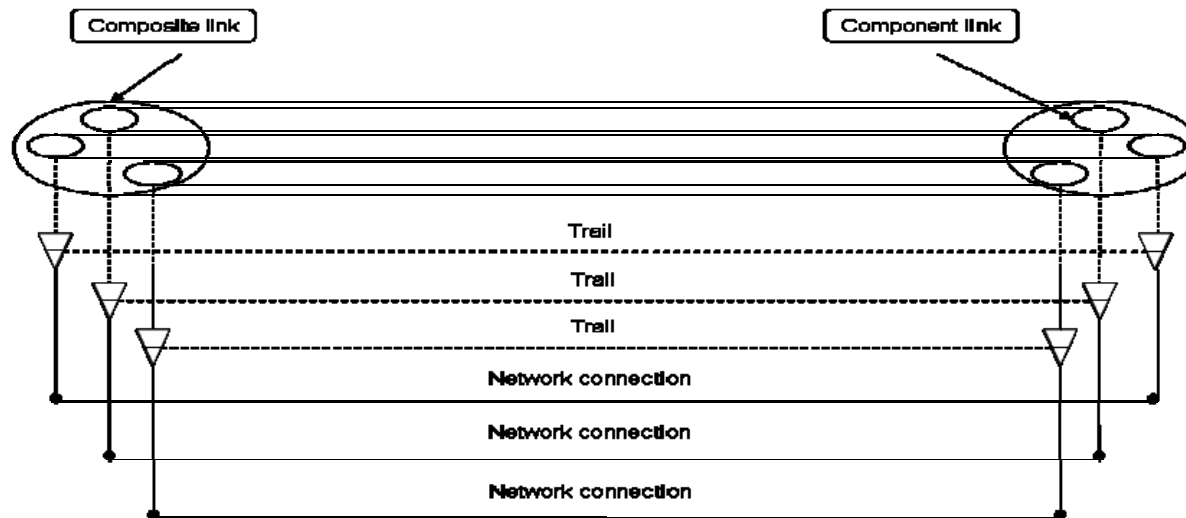 Composite link
Component link
Trail
Trail
Trail
Network connection
Network connection
Network connection